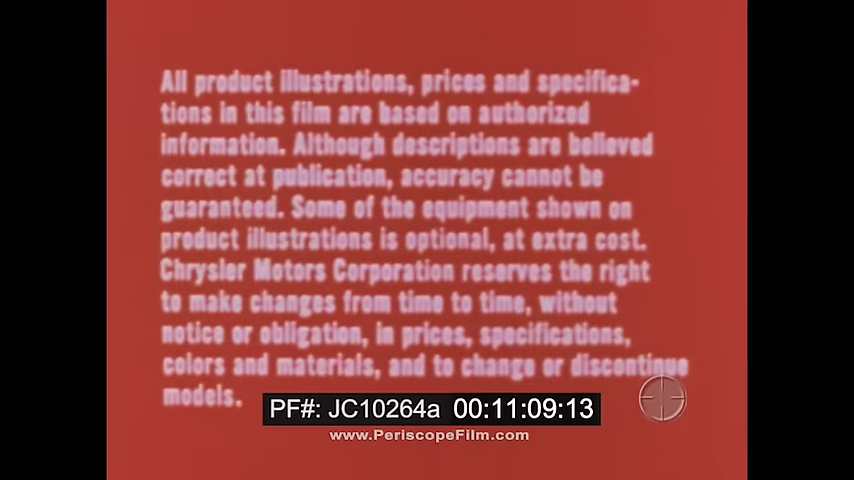 All product illustrations, prices and specifica-
tions in this film are based on authorized
information. Although descriptions are believed
correct at publication, accuracy cannot be
guaranteed. Some of the equipment shown on
product illustrations is optional, at extra cost.
Chrysler Motors Corporation reserves the right
to make changes from time to time, without
notice or obligation, in prices, specifications,
colors and materials, and to change or discontinue
models.
PF#: JC10264a 00:11:09:13
www.PeriscopeFilm.com